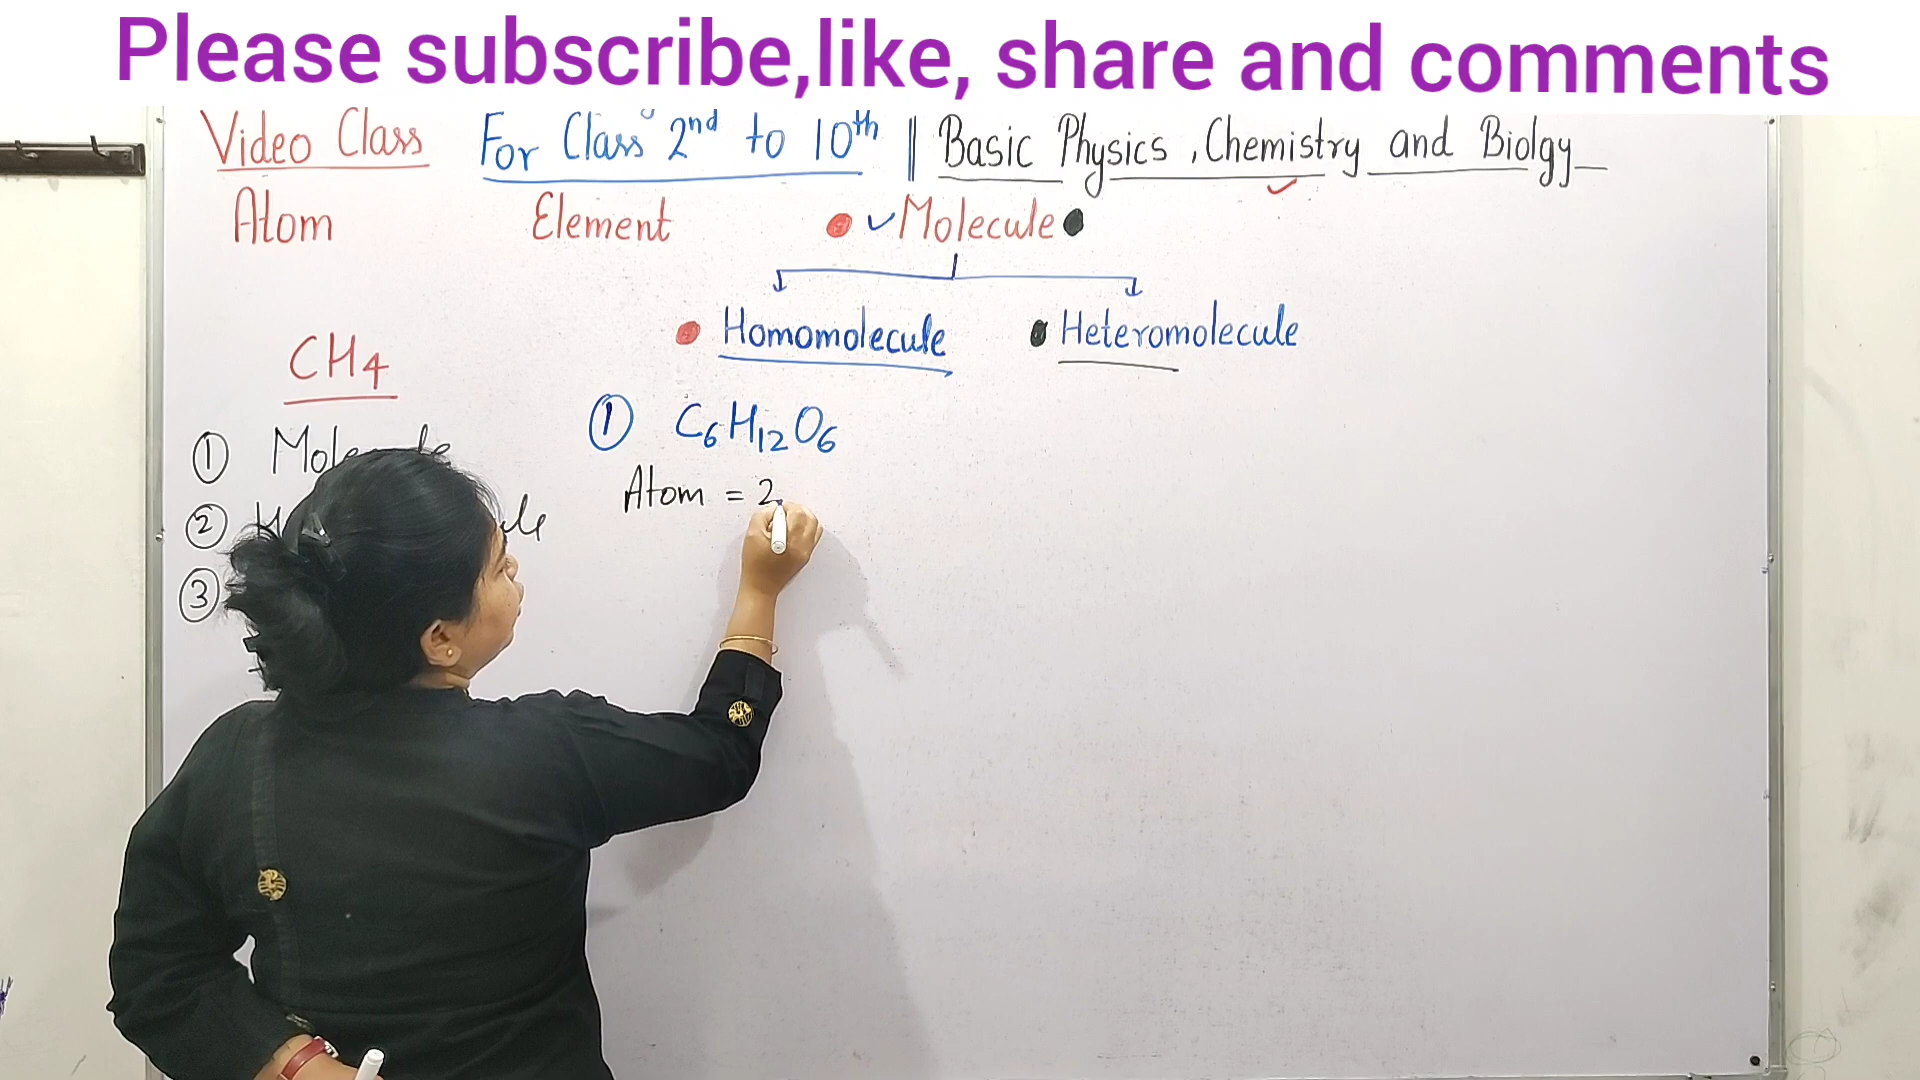 Please subscribe,like, share and comments
Video Class For Class 2nd to 10th || Basic Physics ,Chemistry and Biolgy
Atom Element Molecule
Homomolecule Heteromolecule
CH4
① C6H12O6
①
Atom = 2
②
③